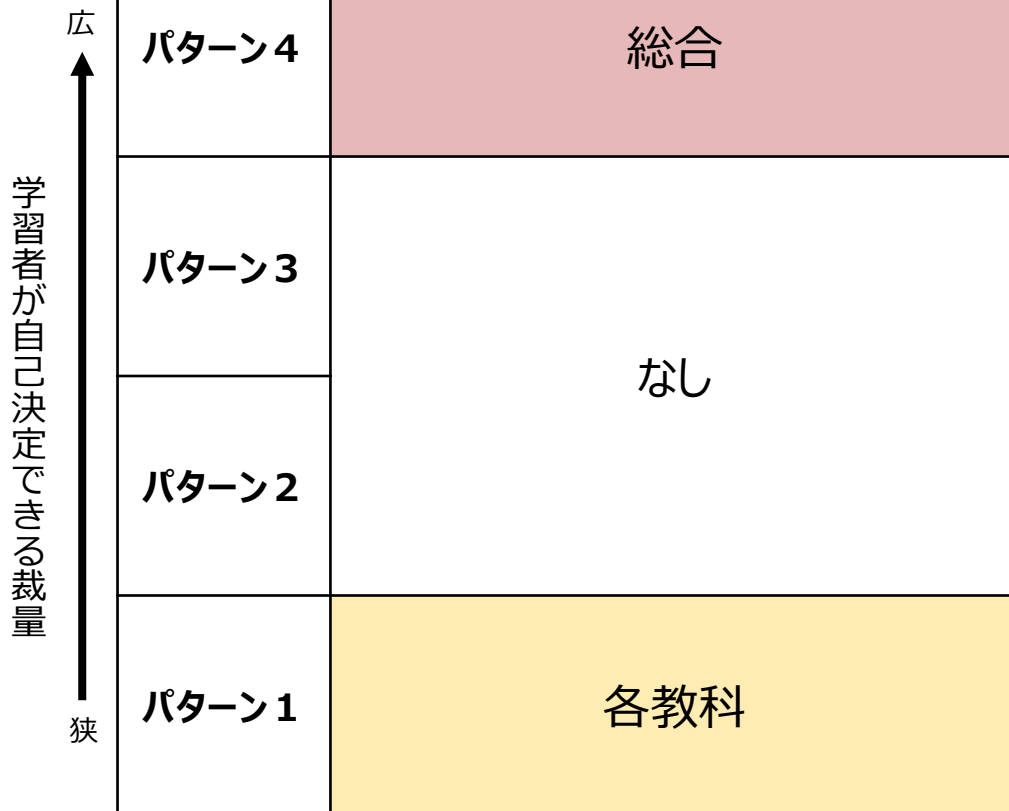 広
学習者が自己決定できる裁量
狭
パターン４
総合
パターン３
なし
パターン２
パターン１
各教科